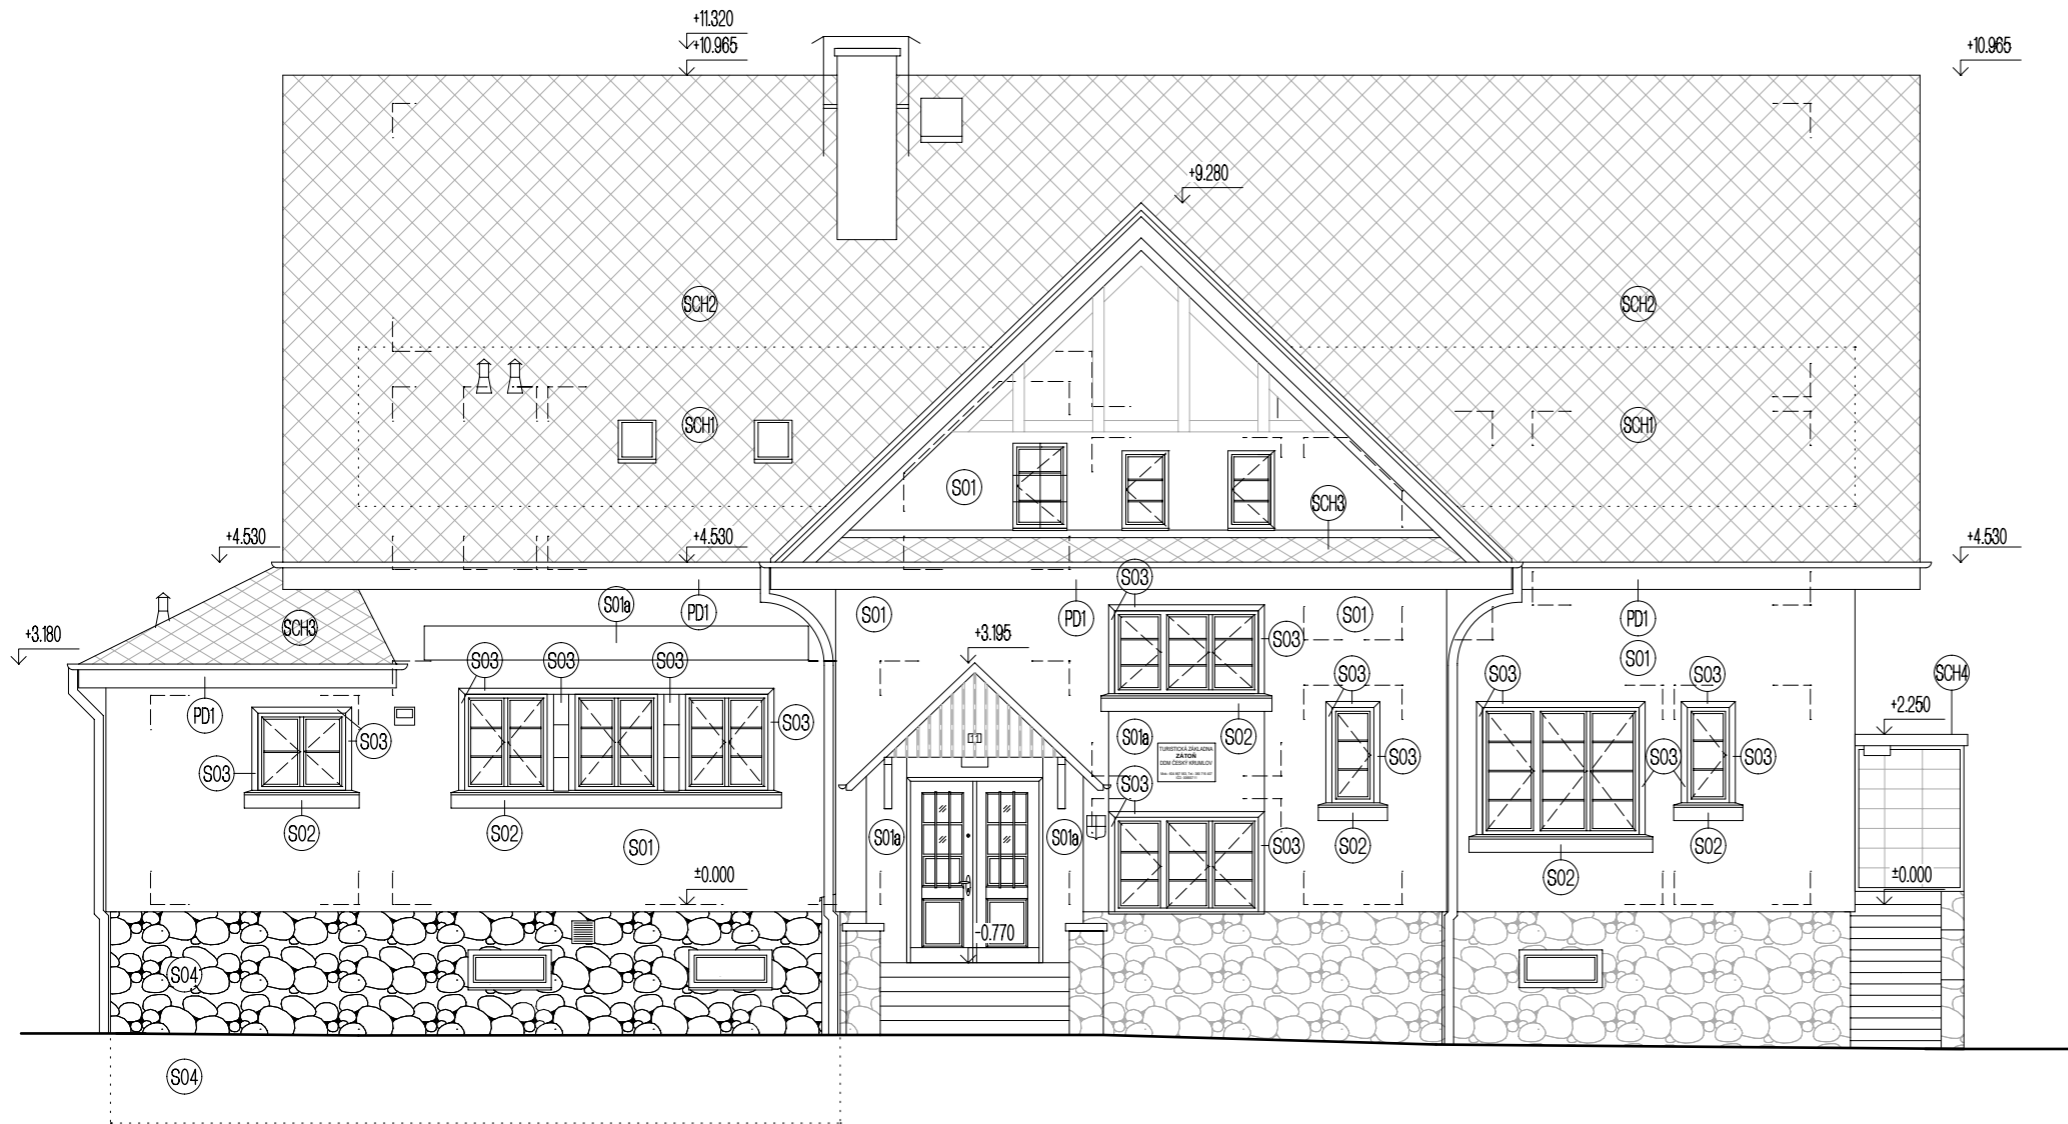 +11.320
+10.965
+10.965
+9.280
SCH2
SCH2
SCH1
SCH1
S01
SCH3
+4.530
+4.530
+4.530
S03
S01a
PD1
S01
PD1
S01
PD1
SCH3
+3.180
+3.195
S03
S03
S03
S03
S01
S03
S03
S03
S03
SCH4
PD1
+2.250
S03
S03
S01a
S02
TURISTICKÁ ZÁKLADNA
ZÁTOŇ
DDM ČESKÝ KRUMLOV
S03
S03
S03
S03
S03
S02
S02
S01a
S01a
S02
S02
S01
S03
S02
±0.000
±0.000
-0.770
S04
S04